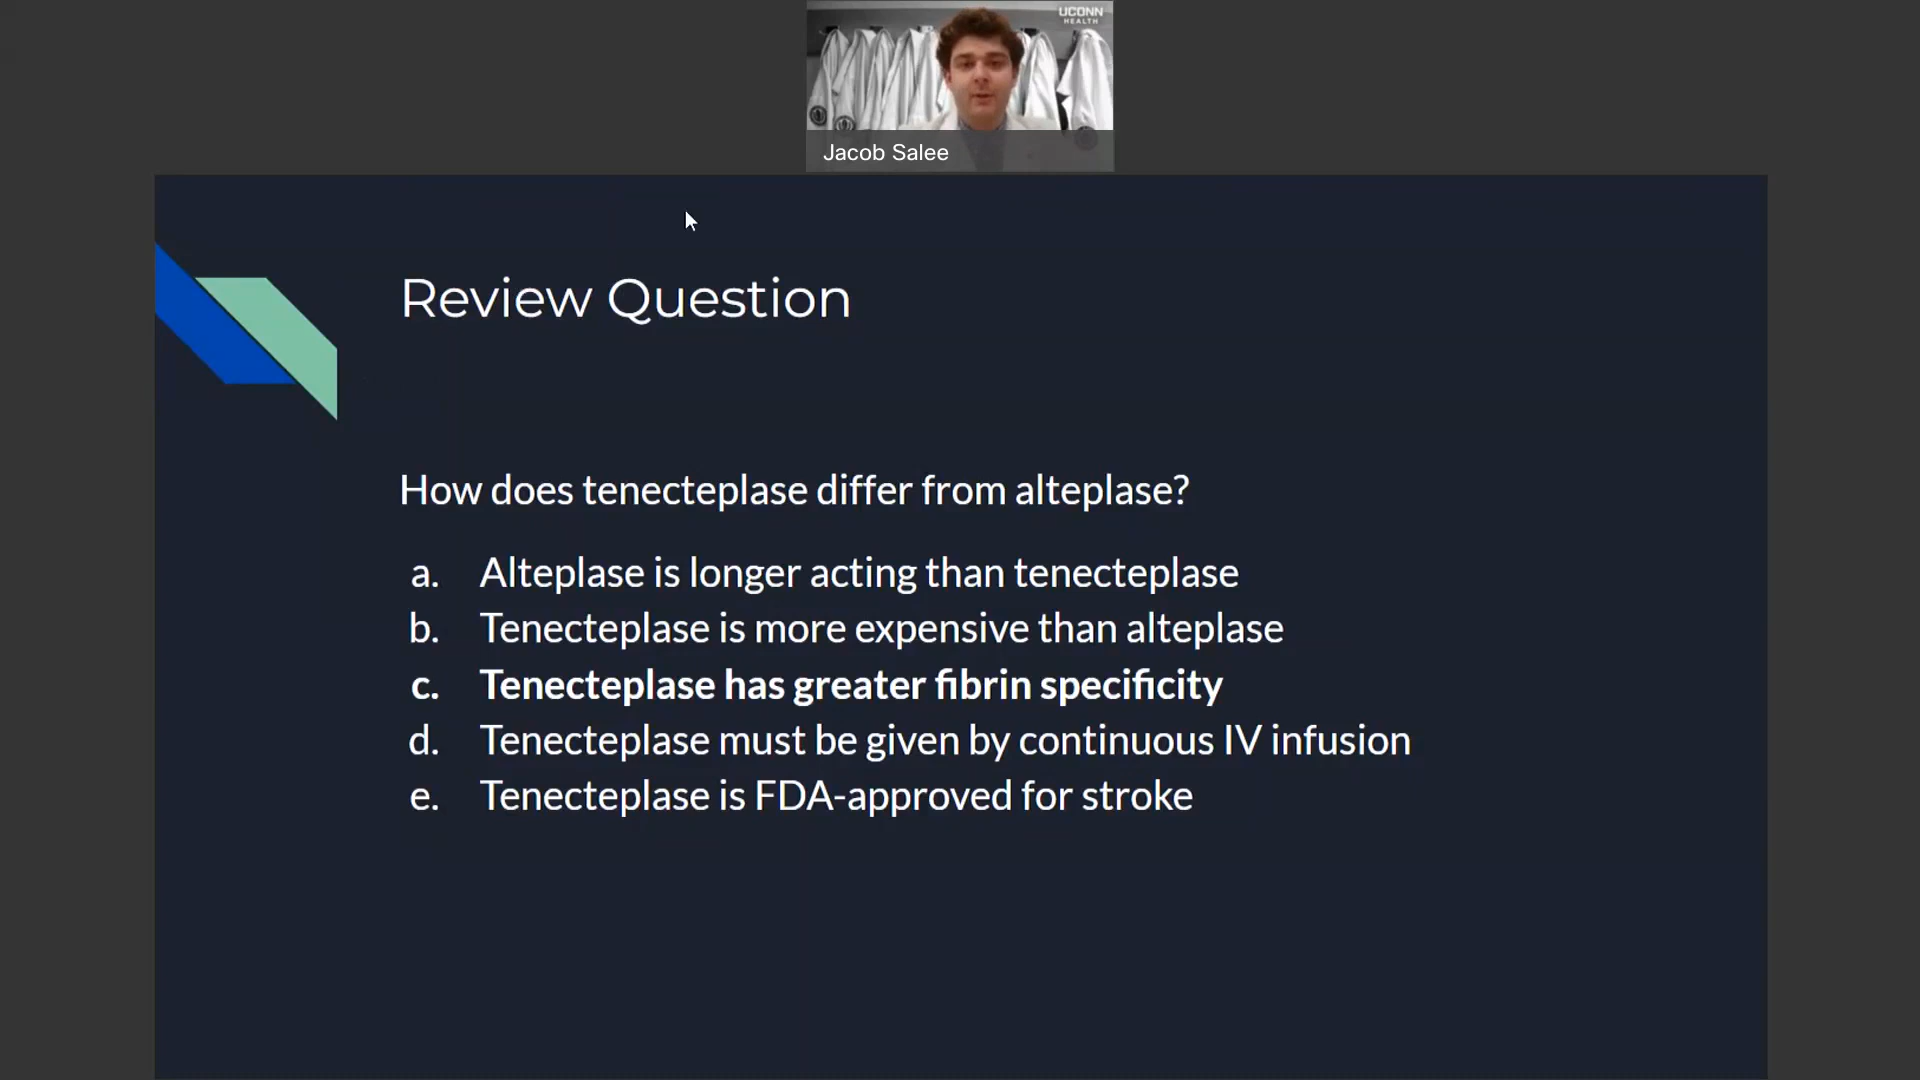 UCONN
HEALTH
Jacob Salee
Review Question
How does tenecteplase differ from alteplase?
a. Alteplase is longer acting than tenecteplase
b. Tenecteplase is more expensive than alteplase
c. Tenecteplase has greater fibrin specificity
d. Tenecteplase must be given by continuous IV infusion
e. Tenecteplase is FDA-approved for stroke